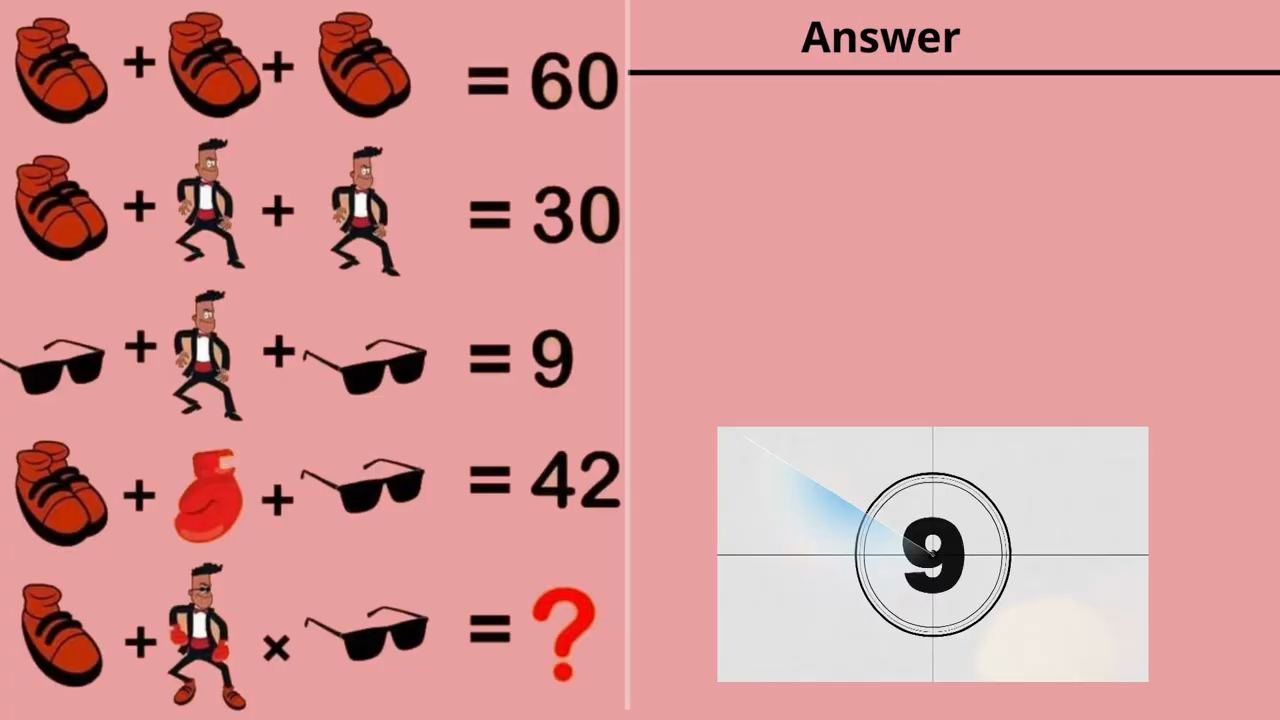 + + = 60
Answer
+ + = 30
+ + = 9
+ + = 42
+ × = ?
9